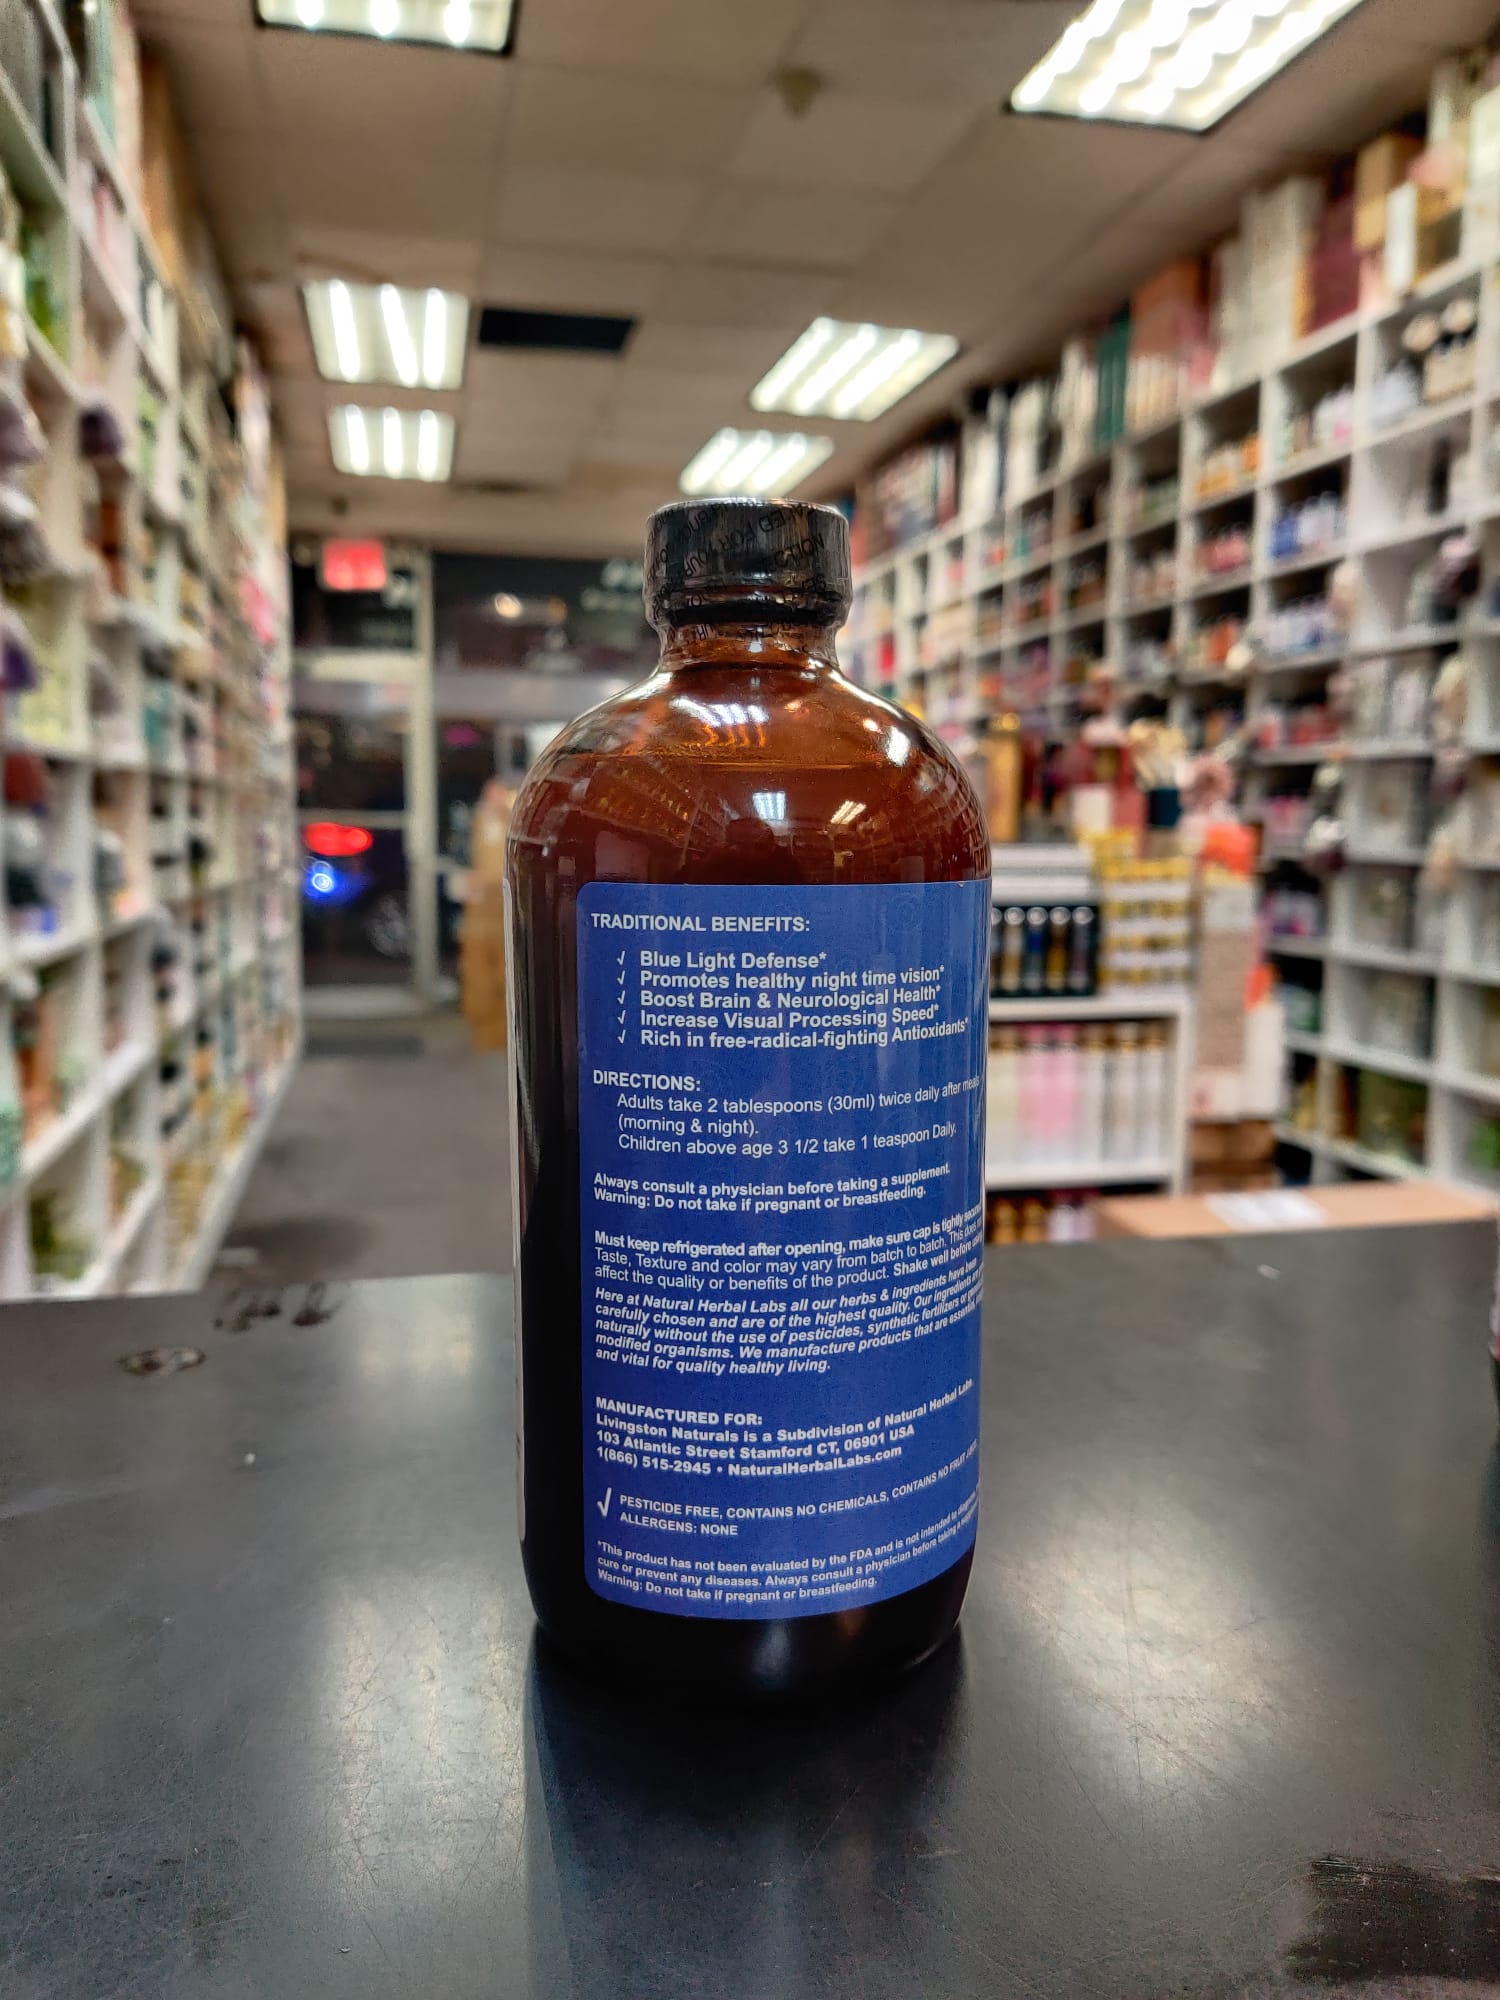 TRADITIONAL BENEFITS:
√ Blue Light Defense*
√ Promotes healthy night time vision*
√ Boost Brain & Neurological Health*
√ Increase Visual Processing Speed*
√ Rich in free-radical-fighting Antioxidants*
DIRECTIONS:
Adults take 2 tablespoons (30ml) twice daily after meals
(morning & night).
Children above age 3 1/2 take 1 teaspoon Daily.
Always consult a physician before taking a supplement.
Warning: Do not take if pregnant or breastfeeding.
Must keep refrigerated after opening, make sure cap is tightly
Taste, Texture and color may vary from batch to batch. This does
affect the quality or benefits of the product. Shake well before
Here at Natural Herbal Labs all our herbs & ingredients have been
carefully chosen and are of the highest quality. Our ingredients are
naturally without the use of pesticides, synthetic fertilizers or
modified organisms. We manufacture products that are essential
and vital for quality healthy living.
MANUFACTURED FOR:
Livingston Naturals is a Subdivision of Natural Herbal Labs
103 Atlantic Street Stamford CT, 06901 USA
1(866) 515-2945 • NaturalHerbalLabs.com
√ PESTICIDE FREE, CONTAINS NO CHEMICALS, CONTAINS NO FRUIT
ALLERGENS: NONE
*This product has not been evaluated by the FDA and is not intended to
cure or prevent any diseases. Always consult a physician before taking a
Warning: Do not take if pregnant or breastfeeding.